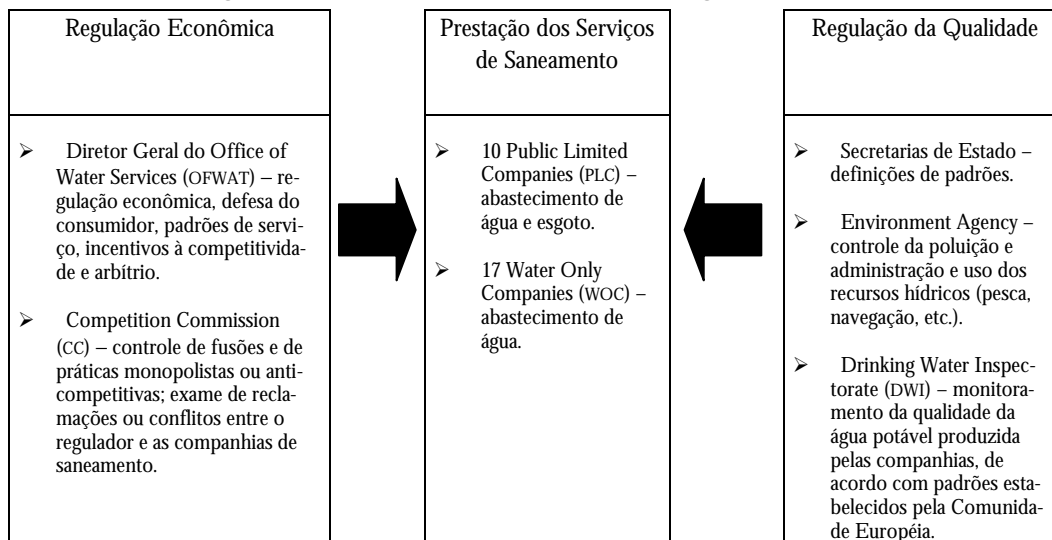 Regulação Econômica
➢ Diretor Geral do Office of
Water Services (OFWAT) – re-
gulação econômica, defesa do
consumidor, padrões de servi-
ço, incentivos à competitivida-
de e arbítrio.
➢ Competition Commission
(CC) – controle de fusões e de
práticas monopolistas ou anti-
competitivas; exame de recla-
mações ou conflitos entre o
regulador e as companhias de
saneamento.
Prestação dos Serviços
de Saneamento
➢ 10 Public Limited
Companies (PLC) –
abastecimento de
água e esgoto.
➢ 17 Water Only
Companies (WOC) –
abastecimento de
água.
Regulação da Qualidade
➢ Secretarias de Estado –
definições de padrões.
➢ Environment Agency –
controle da poluição e
administração e uso dos
recursos hídricos (pesca,
navegação, etc.).
➢ Drinking Water Inspec-
torate (DWI) – monitora-
mento da qualidade da
água potável produzida
pelas companhias, de
acordo com padrões esta-
belecidos pela Comunida-
de Européia.